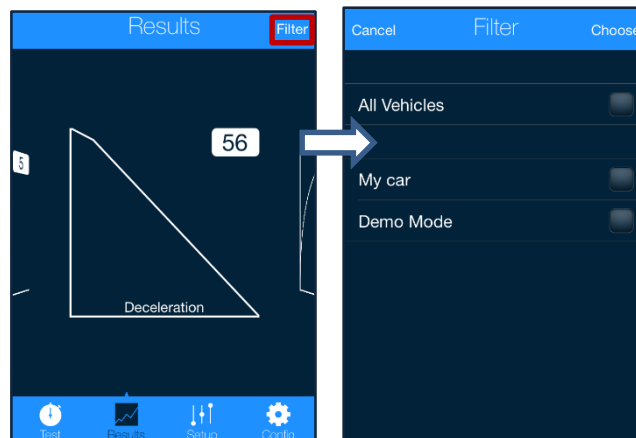 Results
Filter
56
5
Deceleration
Test
Results
Setup
Config
Cancel
Filter
Choose
All Vehicles
My car
Demo Mode